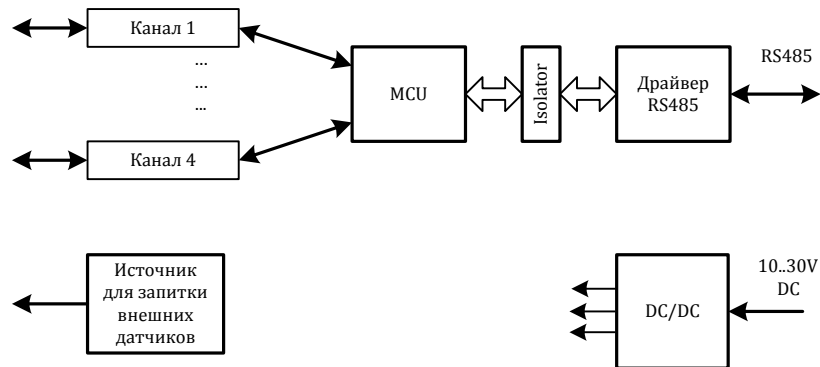 Канал 1
...
...
...
Канал 4
MCU
Isolator
Драйвер
RS485
RS485
Источник
для запитки
внешних
датчиков
DC/DC
10..30V
DC